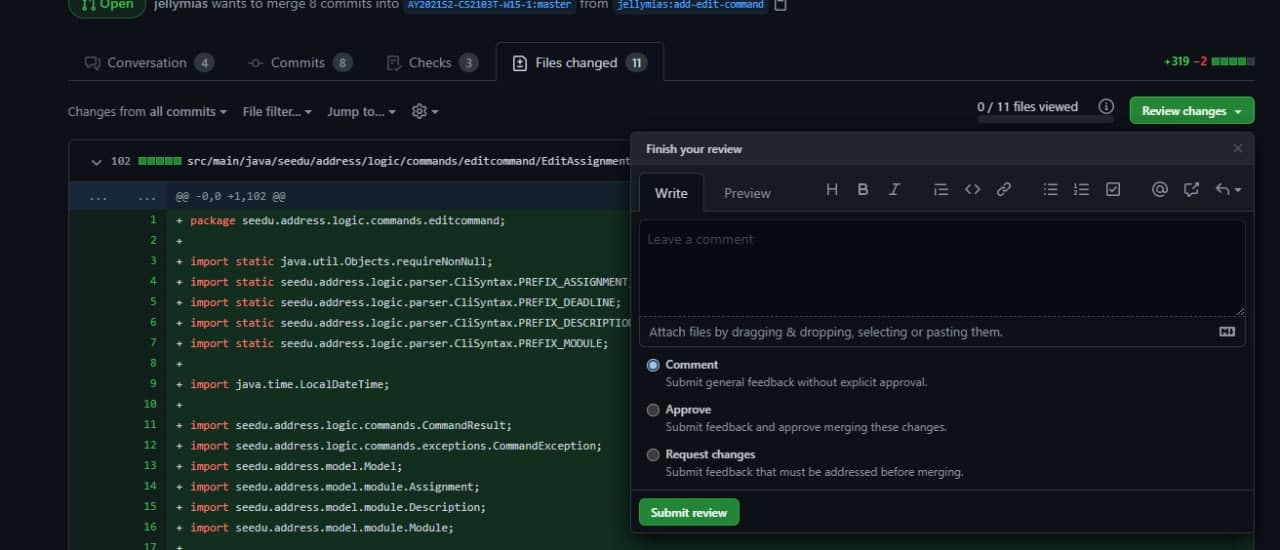 Open jellymias wants to merge 8 commits into AY2021S2-CS2103T-W15-1:master from jellymias:add-edit-command
Conversation 4 Commits 8 Checks 3 Files changed 11 +319 −2
Changes from all commits File filter... Jump to... 0 / 11 files viewed Review changes
102 src/main/java/seedu/address/logic/commands/editcommand/EditAssignment
... ... @@ -0,0 +1,102 @@
1 + package seedu.address.logic.commands.editcommand;
2 +
3 + import static java.util.Objects.requireNonNull;
4 + import static seedu.address.logic.parser.CliSyntax.PREFIX_ASSIGNMENT
5 + import static seedu.address.logic.parser.CliSyntax.PREFIX_DEADLINE;
6 + import static seedu.address.logic.parser.CliSyntax.PREFIX_DESCRIPTION
7 + import static seedu.address.logic.parser.CliSyntax.PREFIX_MODULE;
8 +
9 + import java.time.LocalDateTime;
10 +
11 + import seedu.address.logic.commands.CommandResult;
12 + import seedu.address.logic.commands.exceptions.CommandException;
13 + import seedu.address.model.Model;
14 + import seedu.address.model.module.Assignment;
15 + import seedu.address.model.module.Description;
16 + import seedu.address.model.module.Module;
17 +
Finish your review
Write Preview
Leave a comment
Attach files by dragging & dropping, selecting or pasting them.
Comment
Submit general feedback without explicit approval.
Approve
Submit feedback and approve merging these changes.
Request changes
Submit feedback that must be addressed before merging.
Submit review